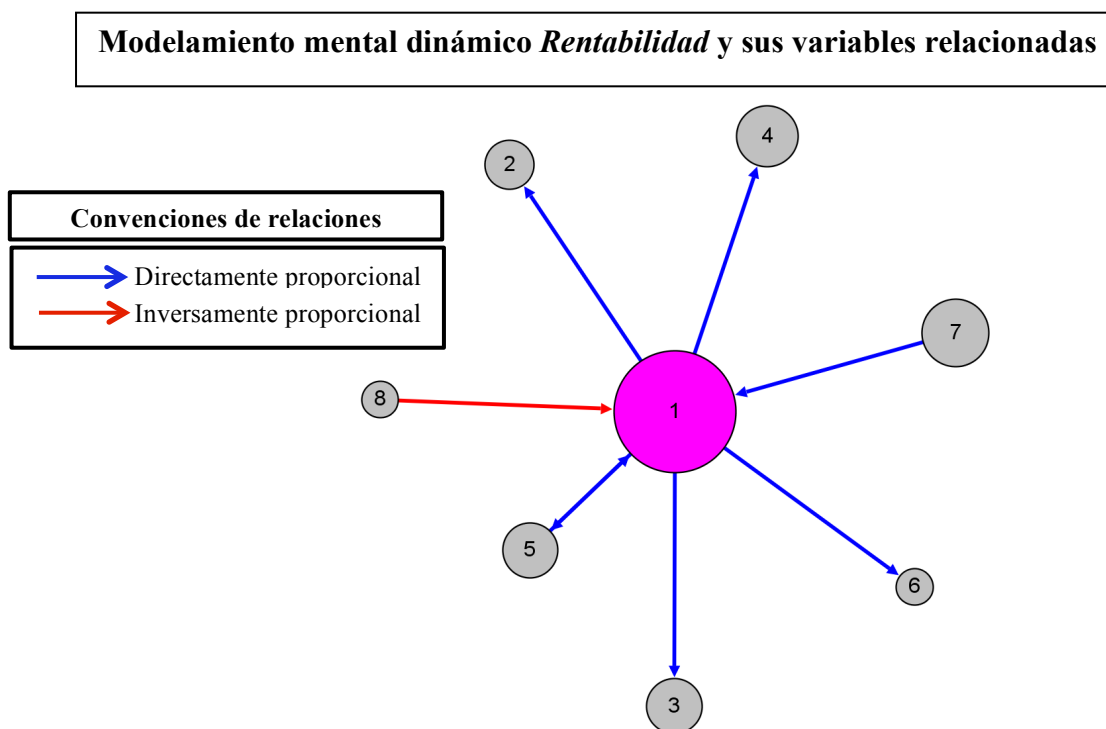 Modelamiento mental dinámico Rentabilidad y sus variables relacionadas
4
2
Convenciones de relaciones
Directamente proporcional
Inversamente proporcional
7
8
1
5
6
3